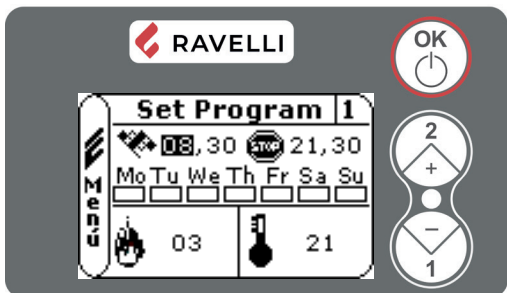 RAVELLI
OK
Set Program 1
08,30 STOP 21,30
Mo Tu We Th Fr Sa Su
Menú
03 21
2
+
−
1